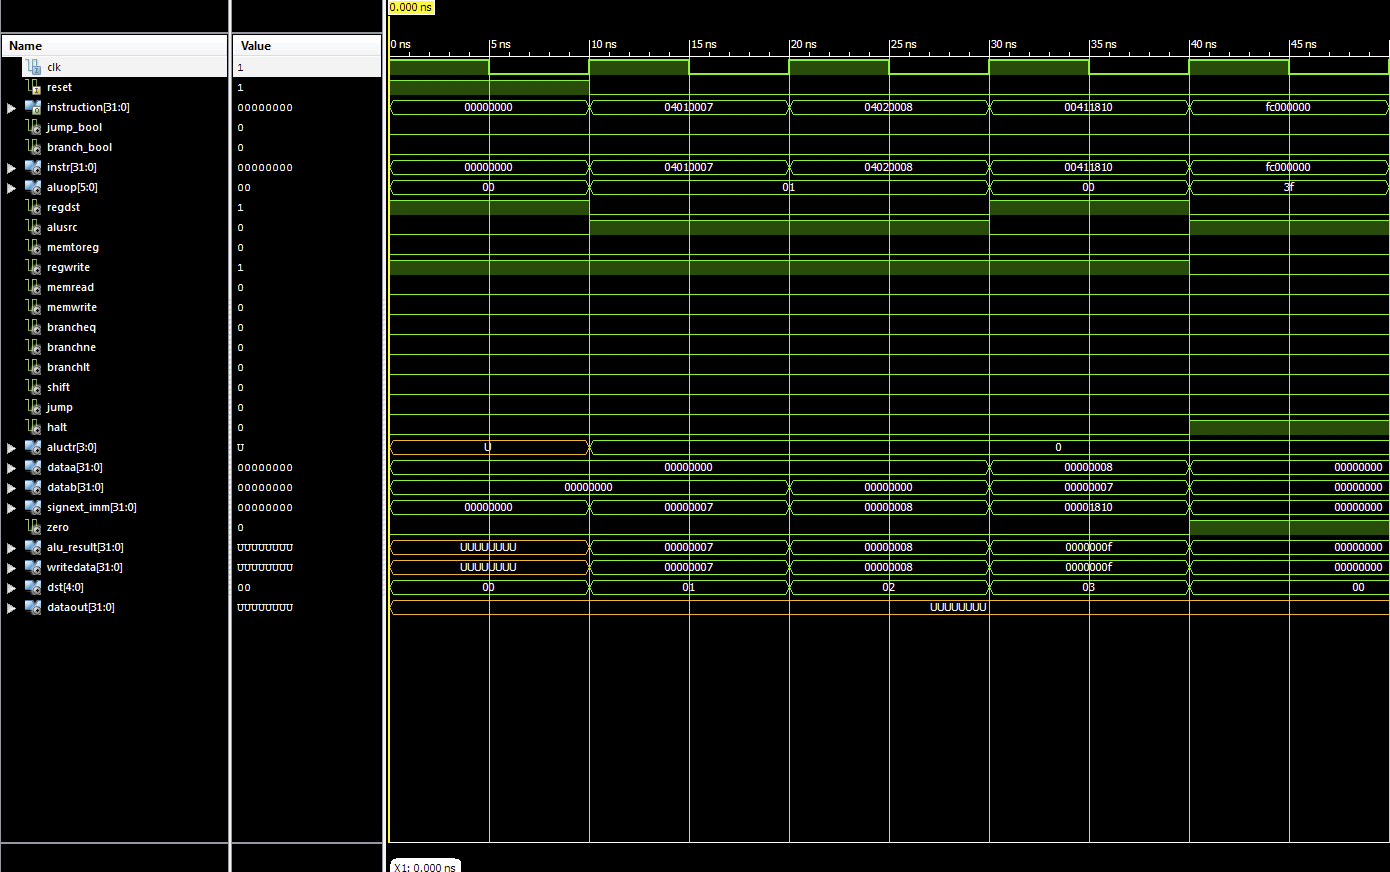 0.000 ns
Name Value 0 ns 5 ns 10 ns 15 ns 20 ns 25 ns 30 ns 35 ns 40 ns 45 ns
clk 1
reset 1
instruction[31:0] 00000000 00000000 04010007 04020008 00411810 fc000000
jump_bool 0
branch_bool 0
instr[31:0] 00000000 00000000 04010007 04020008 00411810 fc000000
aluop[5:0] 00 00 01 00 3f
regdst 1
alusrc 0
memtoreg 0
regwrite 1
memread 0
memwrite 0
brancheq 0
branchne 0
branchlt 0
shift 0
jump 0
halt 0
aluctr[3:0] U U 0
dataa[31:0] 00000000 00000000 00000008 00000000
datab[31:0] 00000000 00000000 00000000 00000007 00000000
signext_imm[31:0] 00000000 00000000 00000007 00000008 00001810 00000000
zero 0
alu_result[31:0] UUUUUUUU UUUUUUUU 00000007 00000008 0000000f 00000000
writedata[31:0] UUUUUUUU UUUUUUUU 00000007 00000008 0000000f 00000000
dst[4:0] 00 00 01 02 03 00
dataout[31:0] UUUUUUUU UUUUUUUU
X1: 0.000 ns